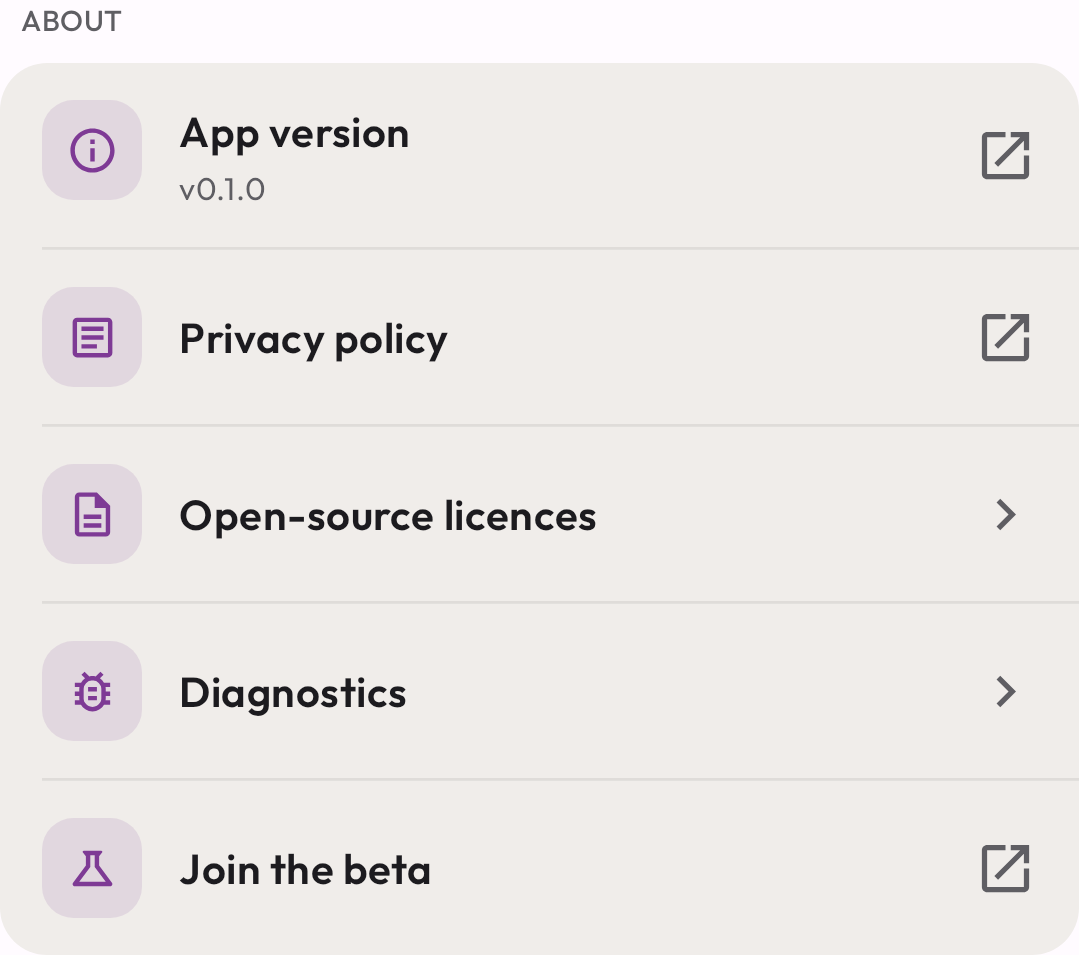 ABOUT
App version
v0.1.0
Privacy policy
Open-source licences
Diagnostics
Join the beta